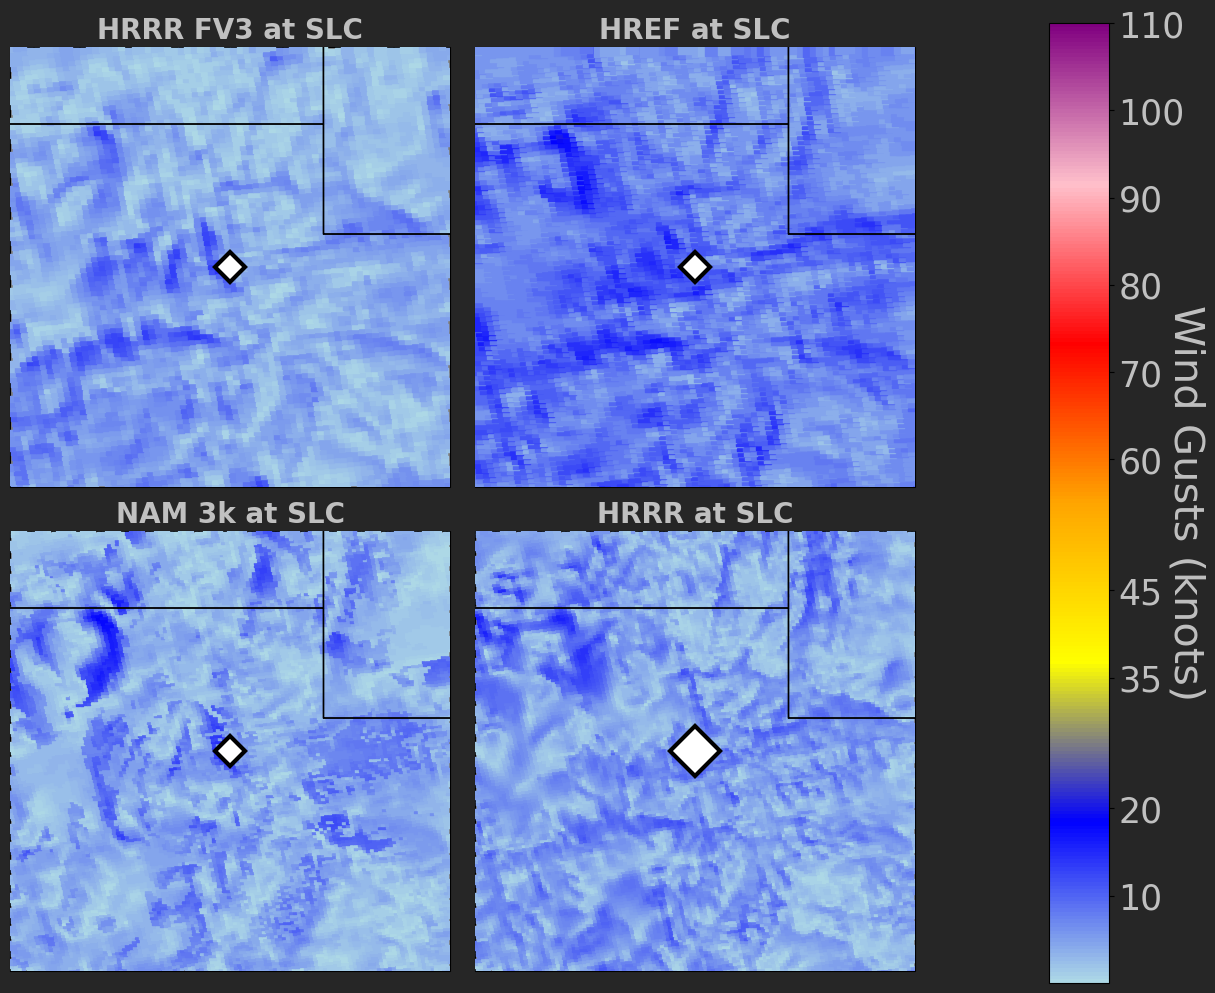 HRRR FV3 at SLC
HREF at SLC
NAM 3k at SLC
HRRR at SLC
110
100
90
80
70
60
45
35
20
10
Wind Gusts (knots)